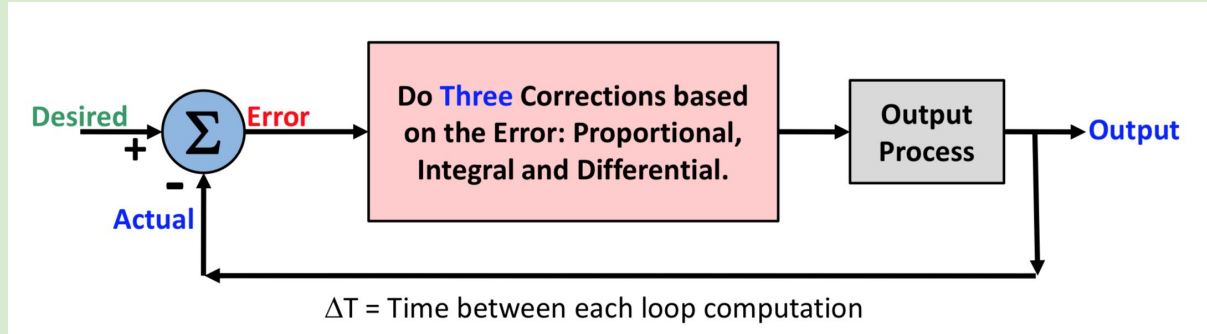 Desired
+
-
Σ
Error
Actual
Do Three Corrections based
on the Error: Proportional,
Integral and Differential.
Output
Process
Output
ΔT = Time between each loop computation